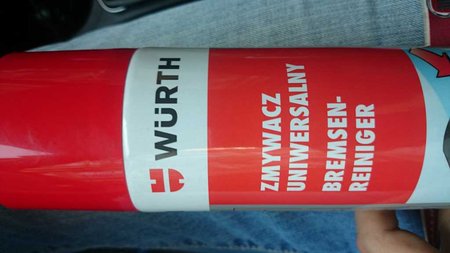 WÜRTH
ZMYWACZ
UNIWERSALNY
BREMSEN-
REINIGER